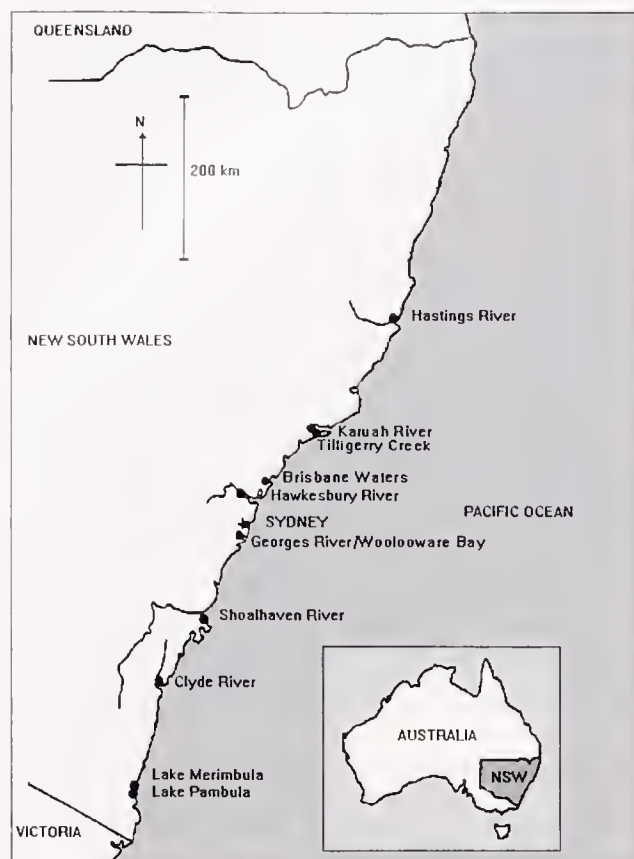 QUEENSLAND
N
200 km
Hastings River
NEW SOUTH WALES
Karuah River
Tilligerry Creek
Brisbane Waters
Hawkesbury River
PACIFIC OCEAN
SYDNEY
Georges River/Woolooware Bay
Shoalhaven River
Clyde River
AUSTRALIA
NSW
Lake Merimbula
Lake Pambula
VICTORIA